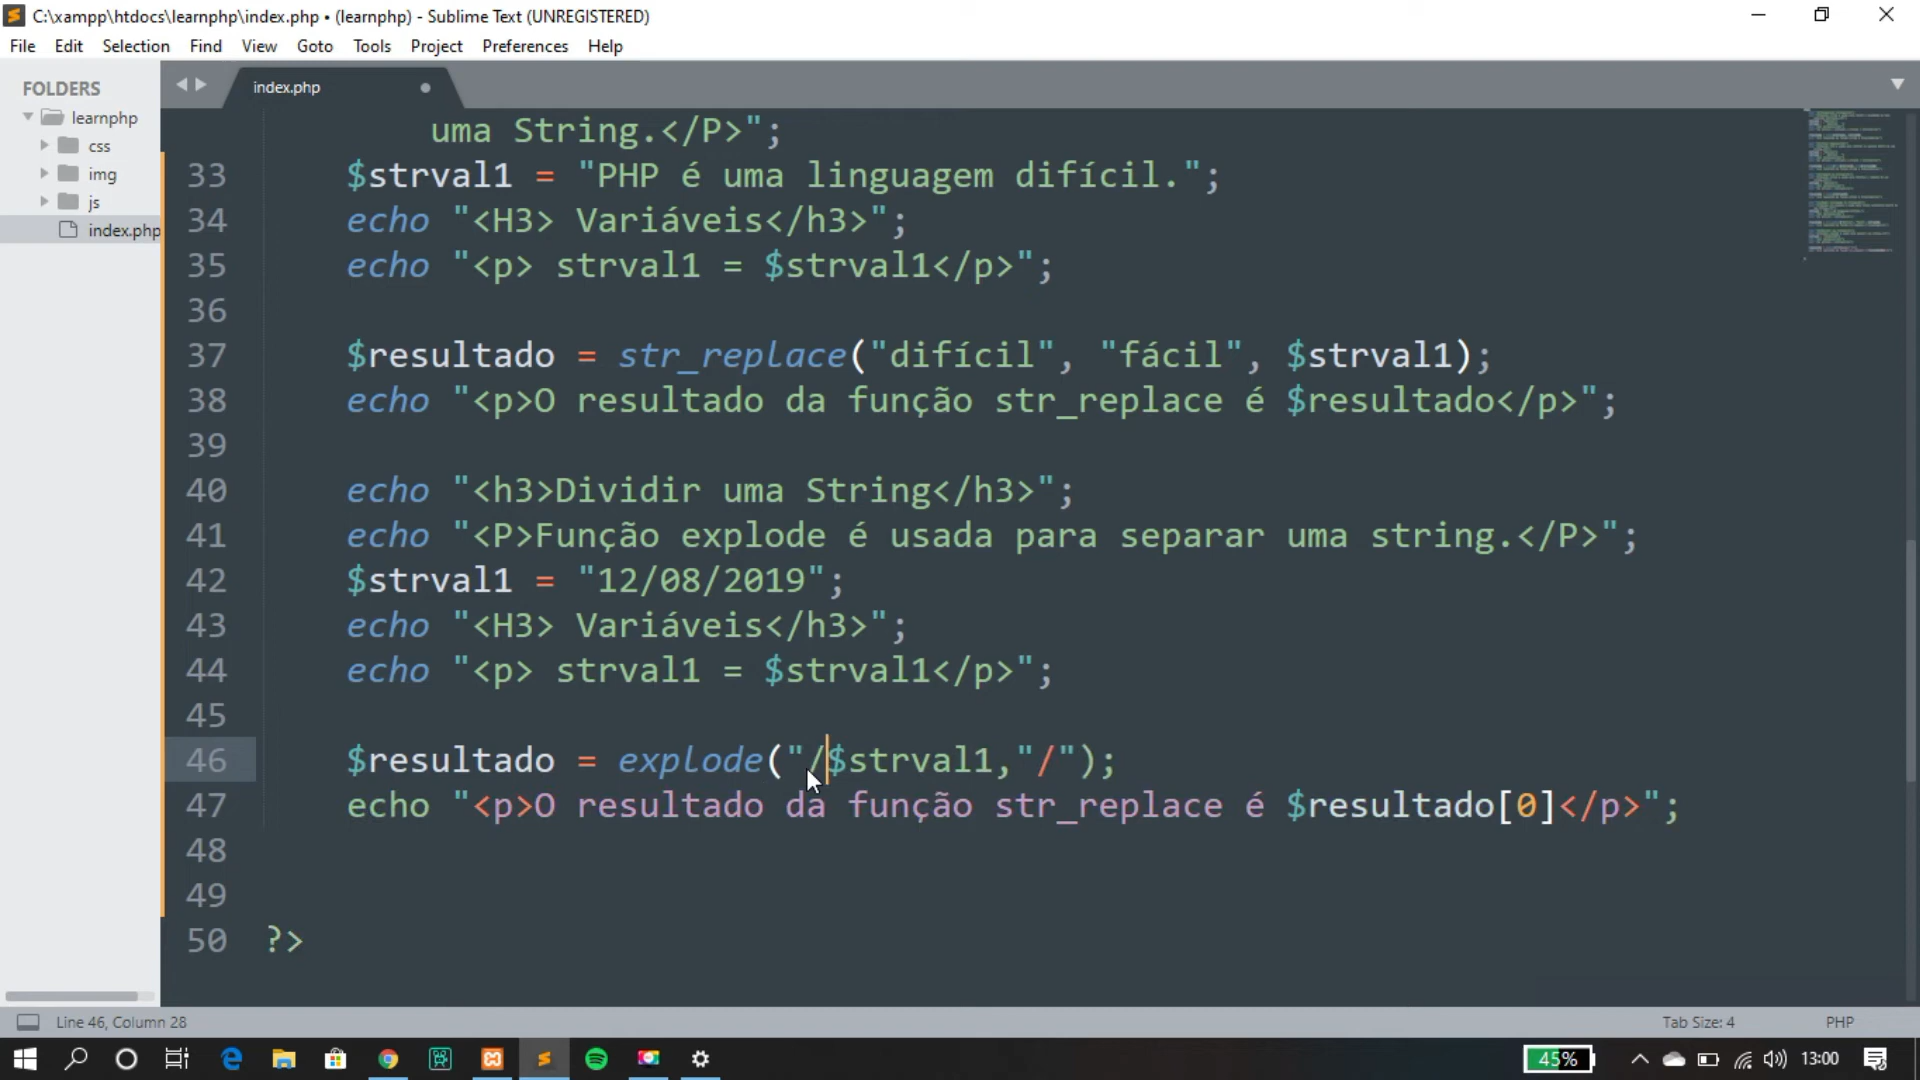 C:\xampp\htdocs\learnphp\index.php • (learnphp) - Sublime Text (UNREGISTERED)
File Edit Selection Find View Goto Tools Project Preferences Help
FOLDERS
learnphp
css
img
js
index.php
index.php
uma String.</P>";
33 $strval1 = "PHP é uma linguagem difícil.";
34 echo "<H3> Variáveis</h3>";
35 echo "<p> strval1 = $strval1</p>";
36
37 $resultado = str_replace("difícil", "fácil", $strval1);
38 echo "<p>O resultado da função str_replace é $resultado</p>";
39
40 echo "<h3>Dividir uma String</h3>";
41 echo "<P>Função explode é usada para separar uma string.</P>";
42 $strval1 = "12/08/2019";
43 echo "<H3> Variáveis</h3>";
44 echo "<p> strval1 = $strval1</p>";
45
46 $resultado = explode("/$strval1,"/");
47 echo "<p>O resultado da função str_replace é $resultado[0]</p>";
48
49
50 ?>
Line 46, Column 28 Tab Size: 4 PHP
45% 13:00